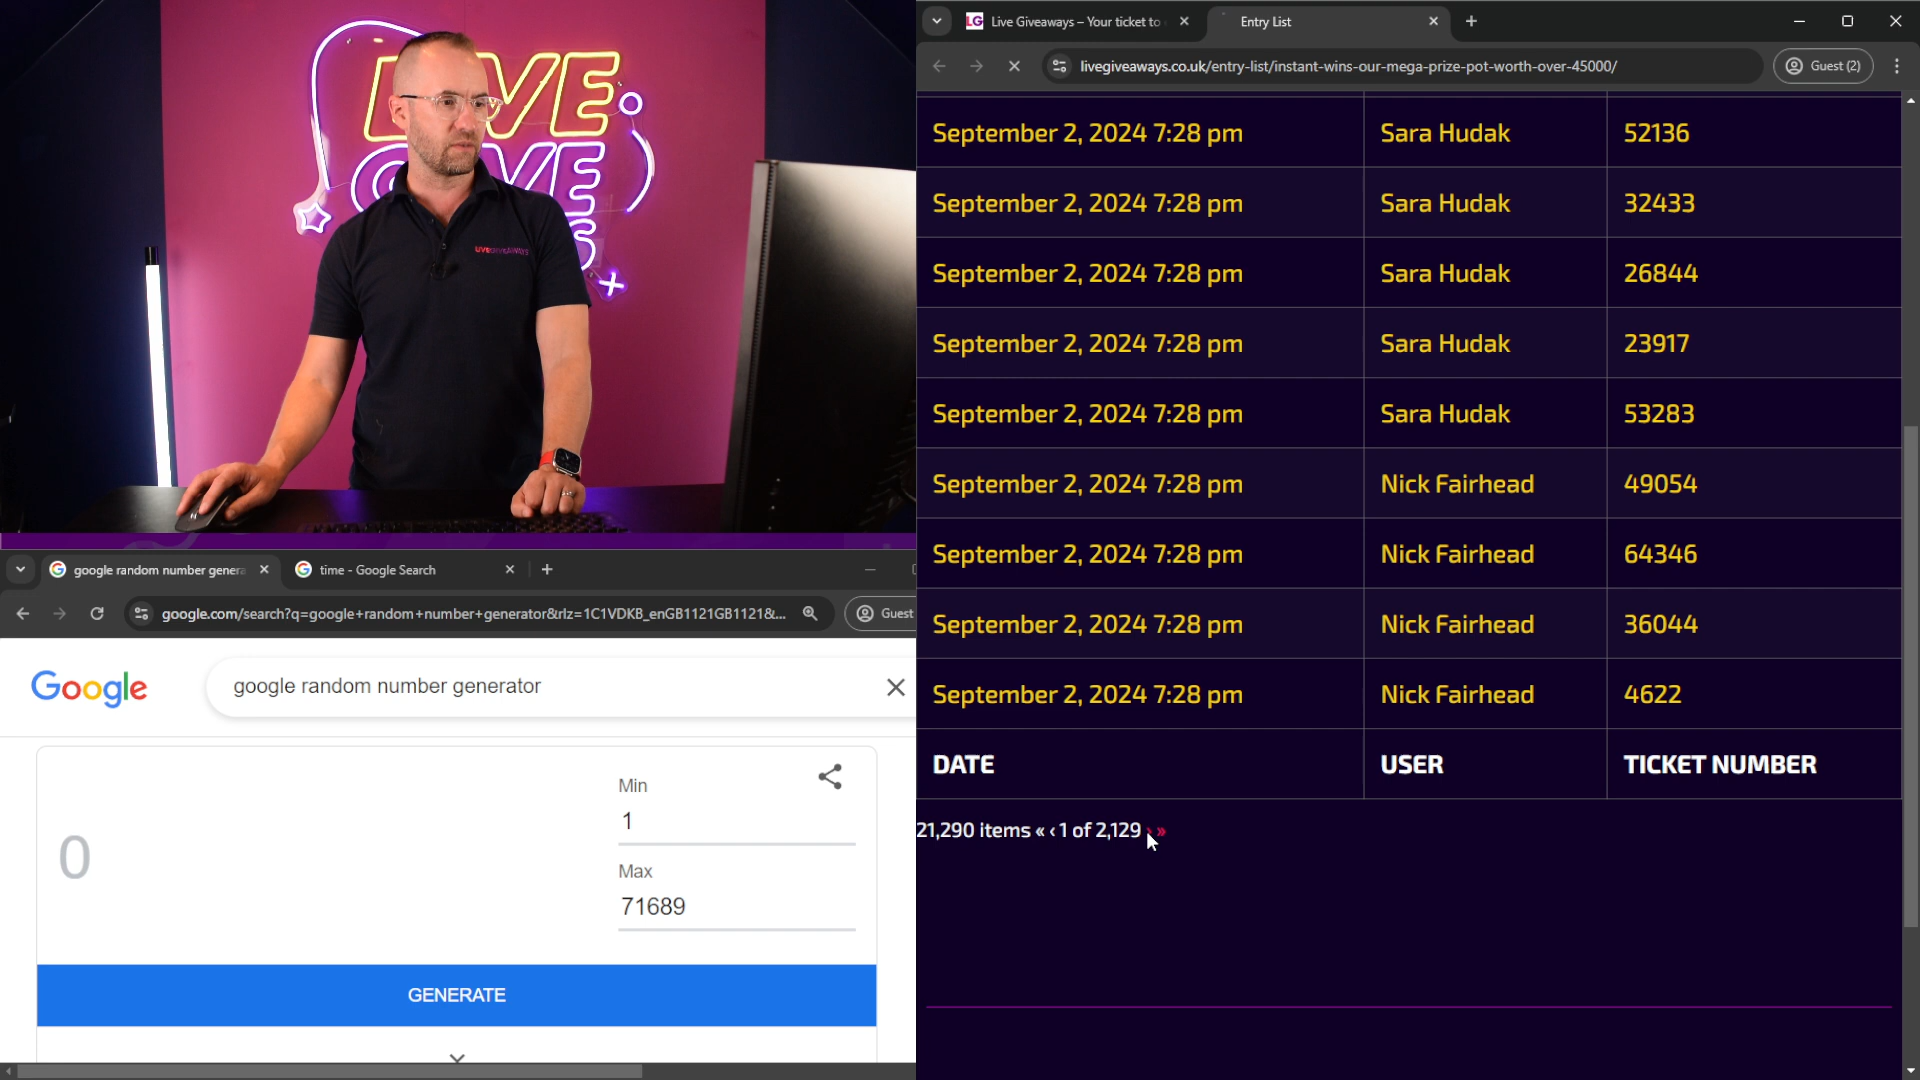 LIVE
GIVE
S
LIVEGIVEAWAYS
Live Giveaways – Your ticket to
Entry List
livegiveaways.co.uk/entry-list/instant-wins-our-mega-prize-pot-worth-over-45000/
Guest (2)
September 2, 2024 7:28 pm Sara Hudak 52136
September 2, 2024 7:28 pm Sara Hudak 32433
September 2, 2024 7:28 pm Sara Hudak 26844
September 2, 2024 7:28 pm Sara Hudak 23917
September 2, 2024 7:28 pm Sara Hudak 53283
September 2, 2024 7:28 pm Nick Fairhead 49054
September 2, 2024 7:28 pm Nick Fairhead 64346
September 2, 2024 7:28 pm Nick Fairhead 36044
September 2, 2024 7:28 pm Nick Fairhead 4622
DATE USER TICKET NUMBER
21,290 items « ‹ 1 of 2,129 › »
google random number genera
time - Google Search
google.com/search?q=google+random+number+generator&rlz=1C1VDKB_enGB1121GB1121&...
Guest
Google
google random number generator
0
Min
1
Max
71689
GENERATE